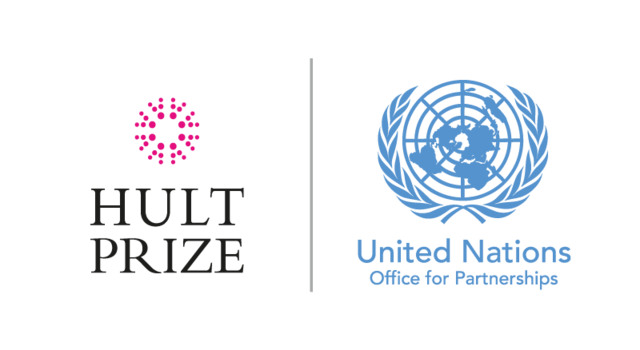 HULT
PRIZE
United Nations
Office for Partnerships